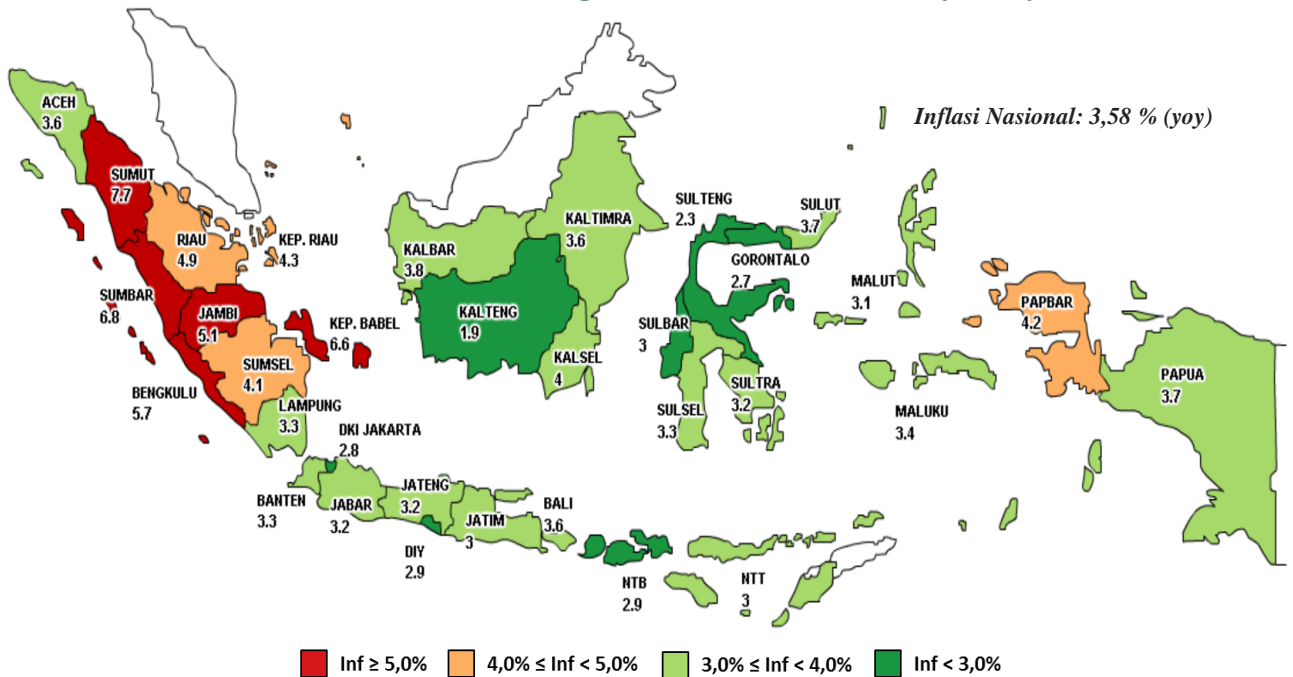 ACEH
3.6
Inflasi Nasional: 3,58 % (yoy)
SUMUT
7.7
RIAU
4.9
KEP. RIAU
4.3
SUMBAR
6.8
JAMBI
5.1
KEP. BABEL
6.6
SUMSEL
4.1
BENGKULU
5.7
LAMPUNG
3.3
DKI JAKARTA
2.8
BANTEN
3.3
JABAR
3.2
JATENG
3.2
DIY
2.9
JATIM
3
BALI
3.6
NTB
2.9
NTT
3
KALBAR
3.8
KALTENG
1.9
KALTIMRA
3.6
KALSEL
4
SULTENG
2.3
SULUT
3.7
GORONTALO
2.7
SULBAR
3
SULSEL
3.3
SULTRA
3.2
MALUT
3.1
MALUKU
3.4
PAPBAR
4.2
PAPUA
3.7
Inf ≥ 5,0%
4,0% ≤ Inf < 5,0%
3,0% ≤ Inf < 4,0%
Inf < 3,0%